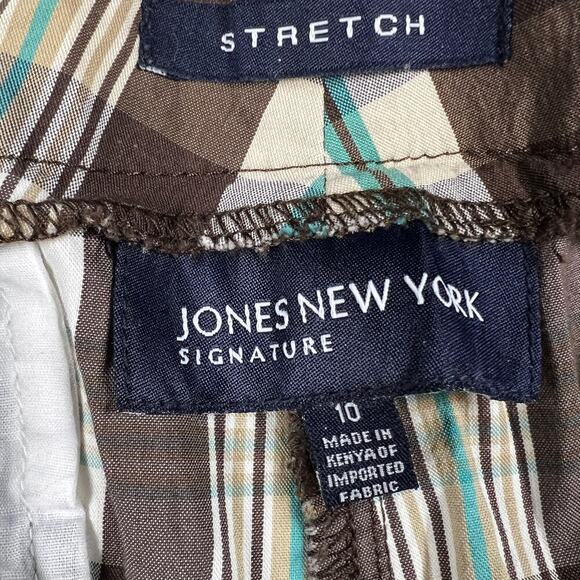 STRETCH
JONES NEW YORK
SIGNATURE
10
MADE IN
KENYA OF
IMPORTED
FABRIC